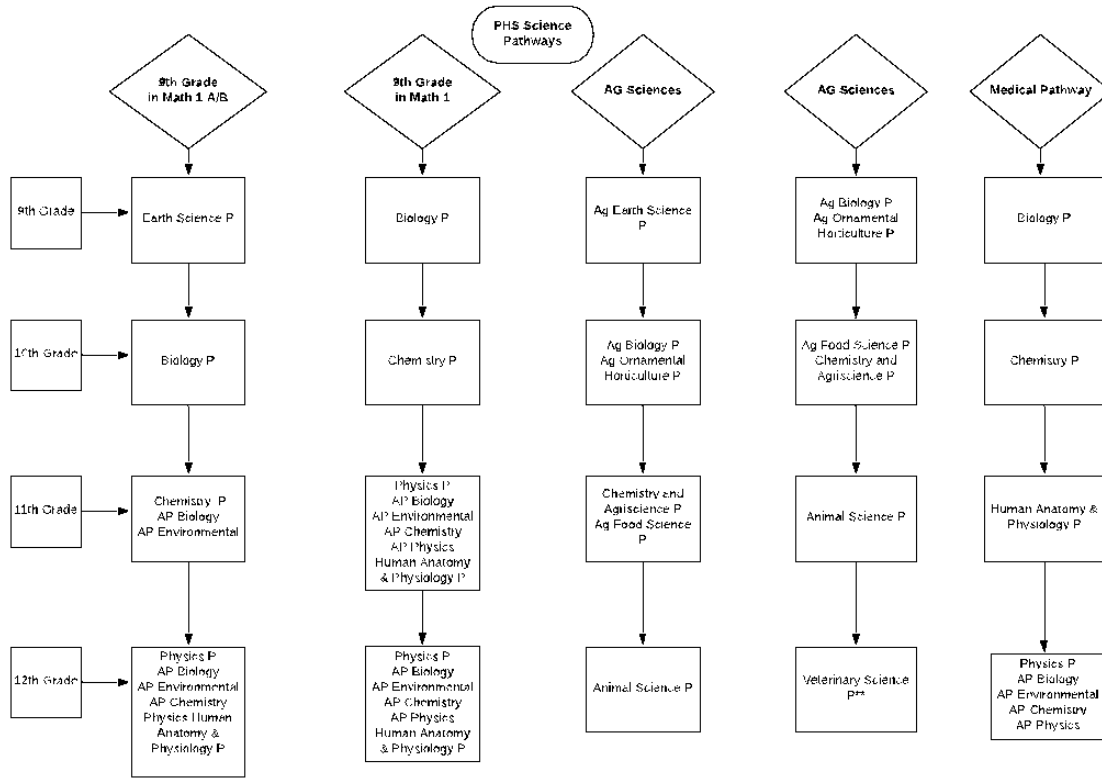 PHS Science
Pathways
9th Grade
in Math 1 A/B
9th Grade
in Math 1
AG Sciences
AG Sciences
Medical Pathway
9th Grade
Earth Science P
Biology P
Ag Earth Science
P
Ag Biology P
Ag Ornamental
Horticulture P
Biology P
10th Grade
Biology P
Chemistry P
Ag Biology P
Ag Ornamental
Horticulture P
Ag Food Science P
Chemistry and
Agriscience P
Chemistry P
11th Grade
Chemistry P
AP Biology
AP Environmental
Physics P
AP Biology
AP Environmental
AP Chemistry
AP Physics
Human Anatomy
& Physiology P
Chemistry and
Agriscience P
Ag Food Science
P
Animal Science P
Human Anatomy &
Physiology P
12th Grade
Physics P
AP Biology
AP Environmental
AP Chemistry
Physics Human
Anatomy &
Physiology P
Physics P
AP Biology
AP Environmental
AP Chemistry
AP Physics
Human Anatomy
& Physiology P
Animal Science P
Veterinary Science
P**
Physics P
AP Biology
AP Environmental
AP Chemistry
AP Physics